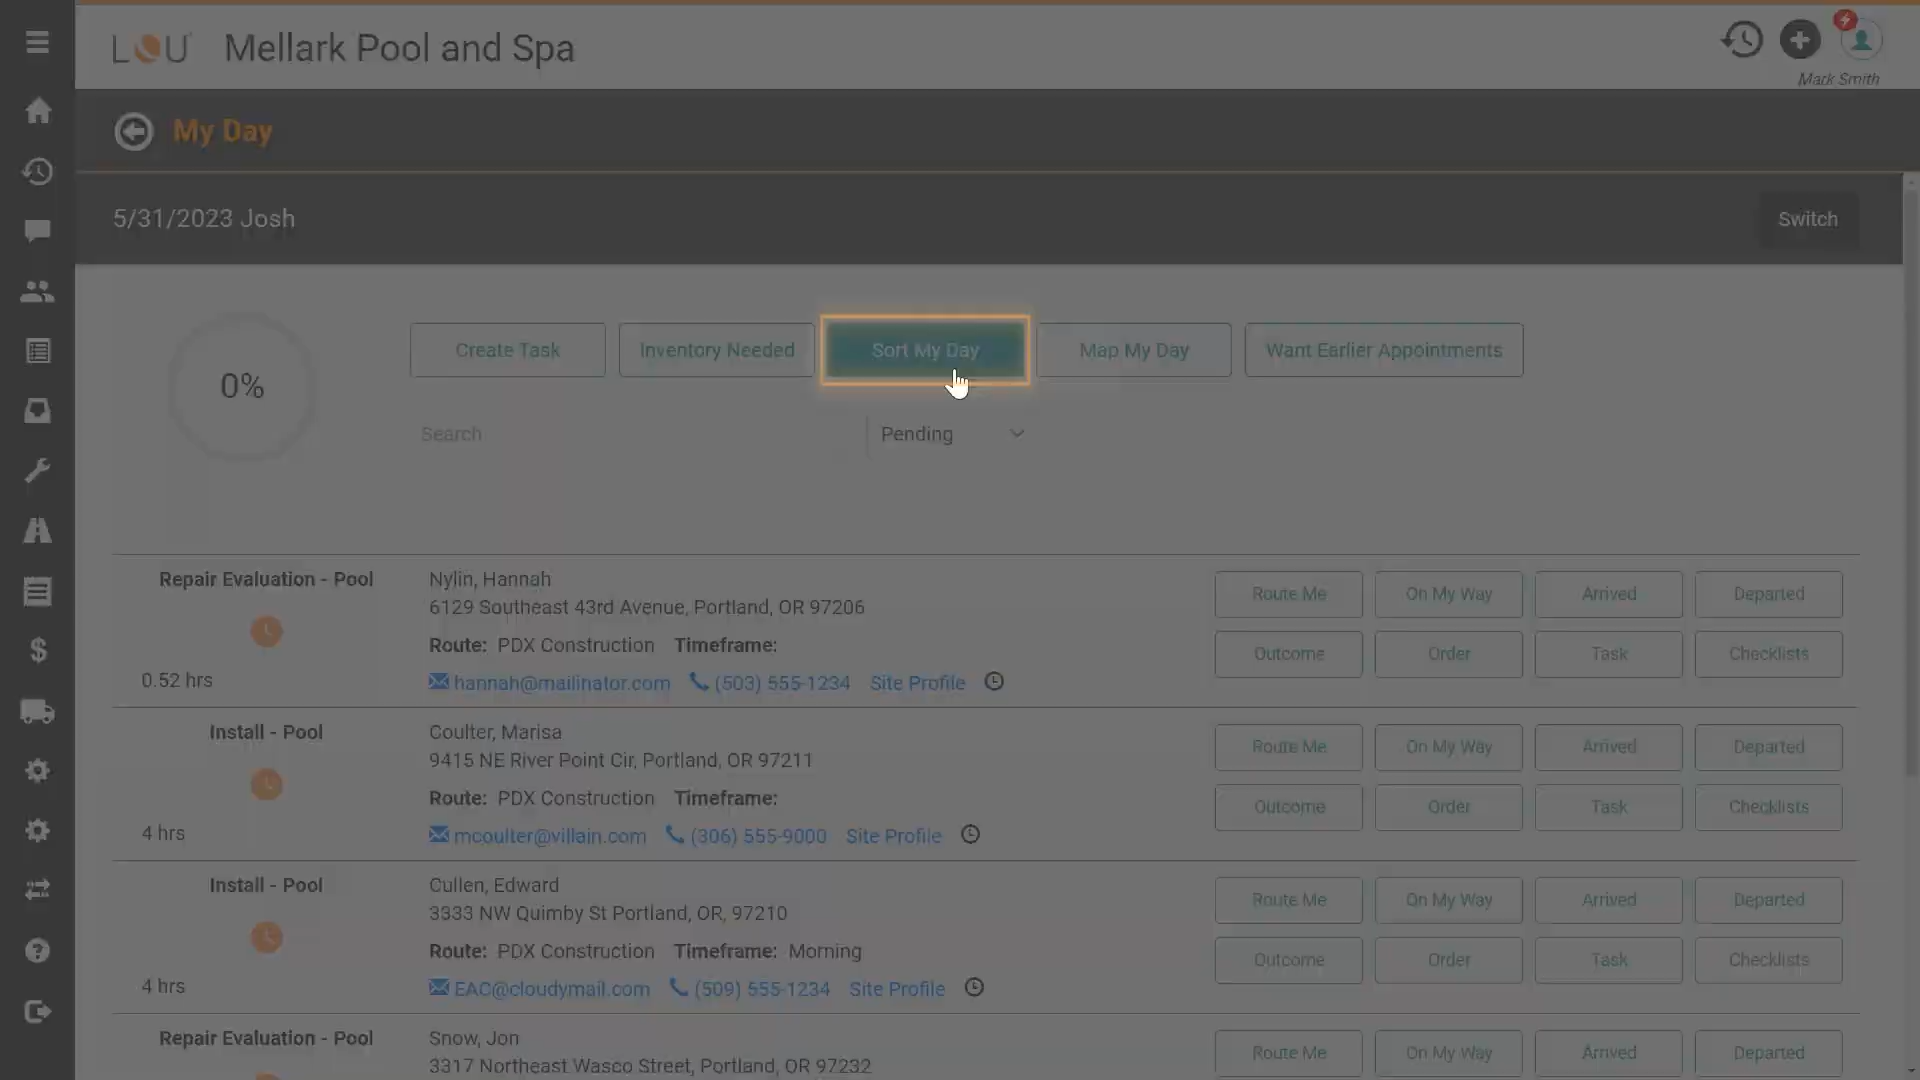 LOU Mellark Pool and Spa
Mark Smith
My Day
5/31/2023 Josh
Switch
0%
Create Task
Inventory Needed
Sort My Day
Map My Day
Want Earlier Appointments
Search
Pending
Repair Evaluation - Pool
0.52 hrs
Nylin, Hannah
6129 Southeast 43rd Avenue, Portland, OR 97206
Route: PDX Construction Timeframe:
hannah@mailinator.com (503) 555-1234 Site Profile
Route Me On My Way Arrived Departed
Outcome Order Task Checklists
Install - Pool
4 hrs
Coulter, Marisa
9415 NE River Point Cir, Portland, OR 97211
Route: PDX Construction Timeframe:
mcoulter@villain.com (306) 555-9000 Site Profile
Route Me On My Way Arrived Departed
Outcome Order Task Checklists
Install - Pool
4 hrs
Cullen, Edward
3333 NW Quimby St Portland, OR, 97210
Route: PDX Construction Timeframe: Morning
EAC@cloudymail.com (509) 555-1234 Site Profile
Route Me On My Way Arrived Departed
Outcome Order Task Checklists
Repair Evaluation - Pool
Snow, Jon
3317 Northeast Wasco Street, Portland, OR 97232
Route Me On My Way Arrived Departed